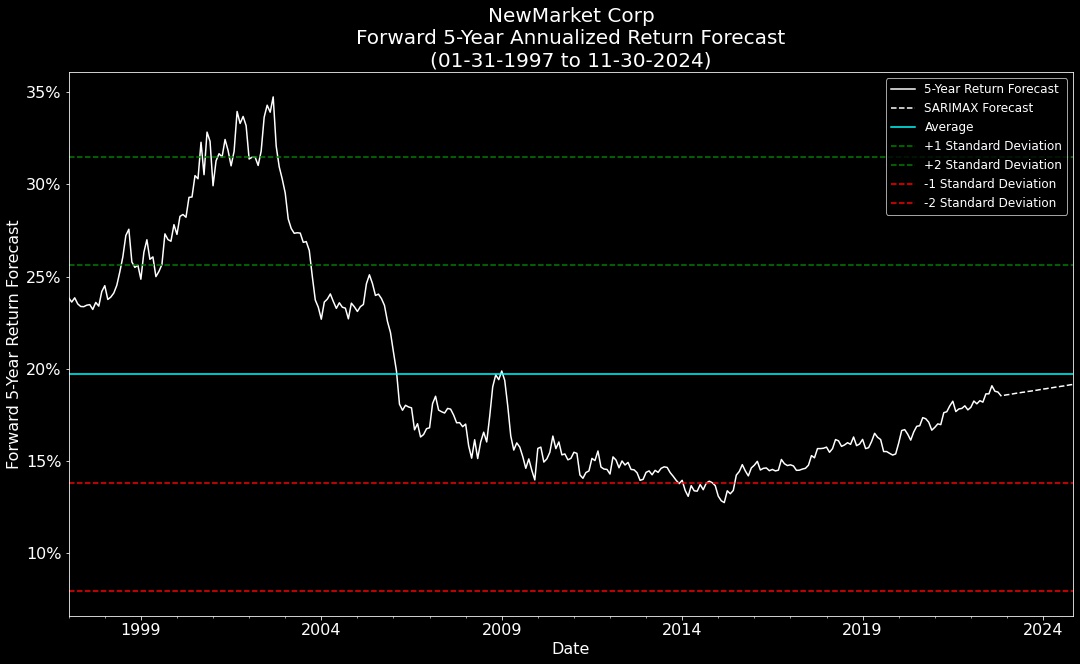 NewMarket Corp
Forward 5-Year Annualized Return Forecast
(01-31-1997 to 11-30-2024)
5-Year Return Forecast
SARIMAX Forecast
Average
+1 Standard Deviation
+2 Standard Deviation
-1 Standard Deviation
-2 Standard Deviation
Forward 5-Year Return Forecast
35%
30%
25%
20%
15%
10%
1999
2004
2009
2014
2019
2024
Date